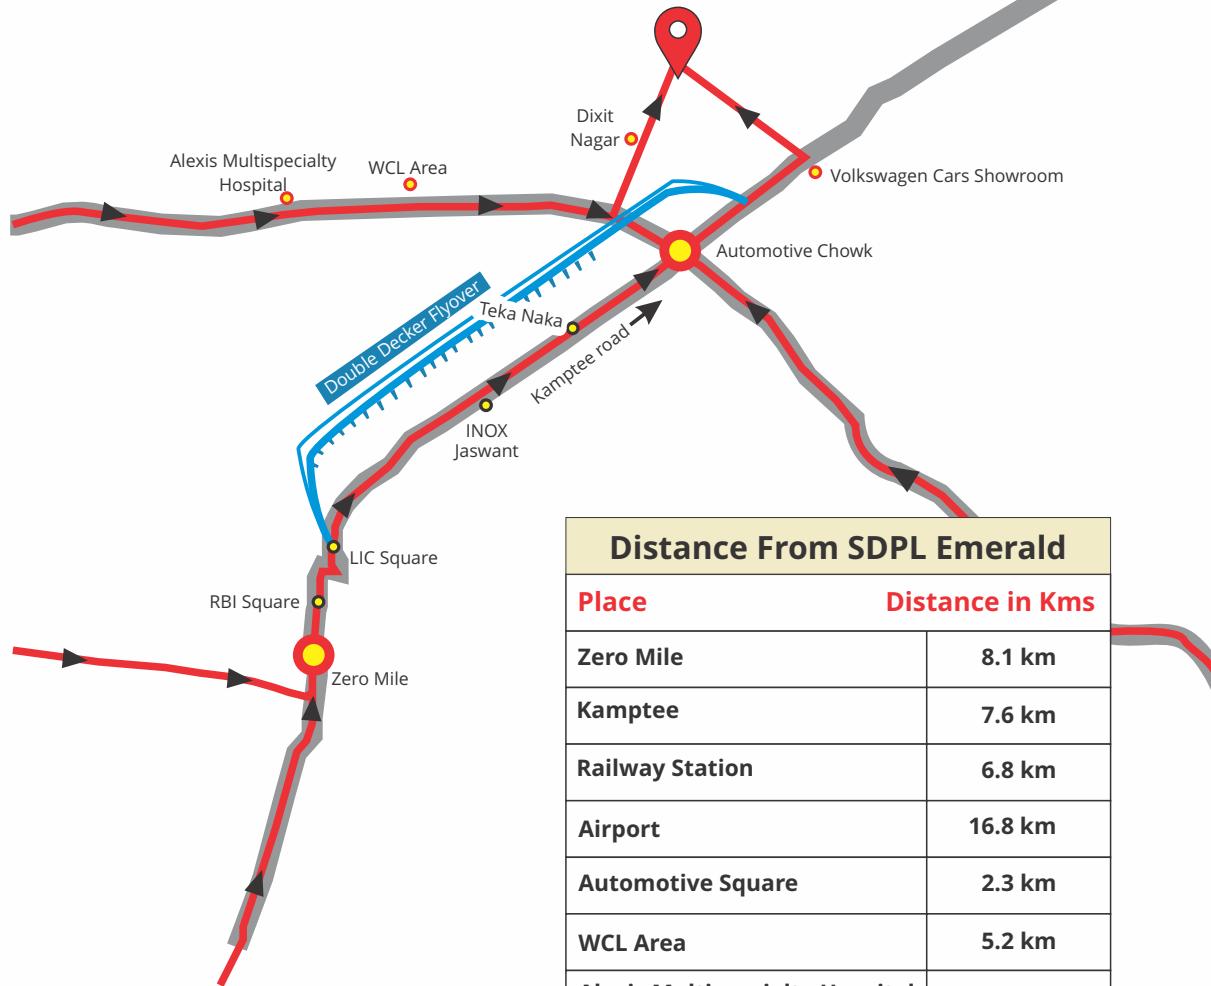 Dixit
Nagar
Alexis Multispecialty
Hospital
WCL Area
Volkswagen Cars Showroom
Automotive Chowk
Double Decker Flyover
Teka Naka
Kamptee road
INOX
Jaswant
LIC Square
RBI Square
Zero Mile
Distance From SDPL Emerald
Place Distance in Kms
Zero Mile 8.1 km
Kamptee 7.6 km
Railway Station 6.8 km
Airport 16.8 km
Automotive Square 2.3 km
WCL Area 5.2 km